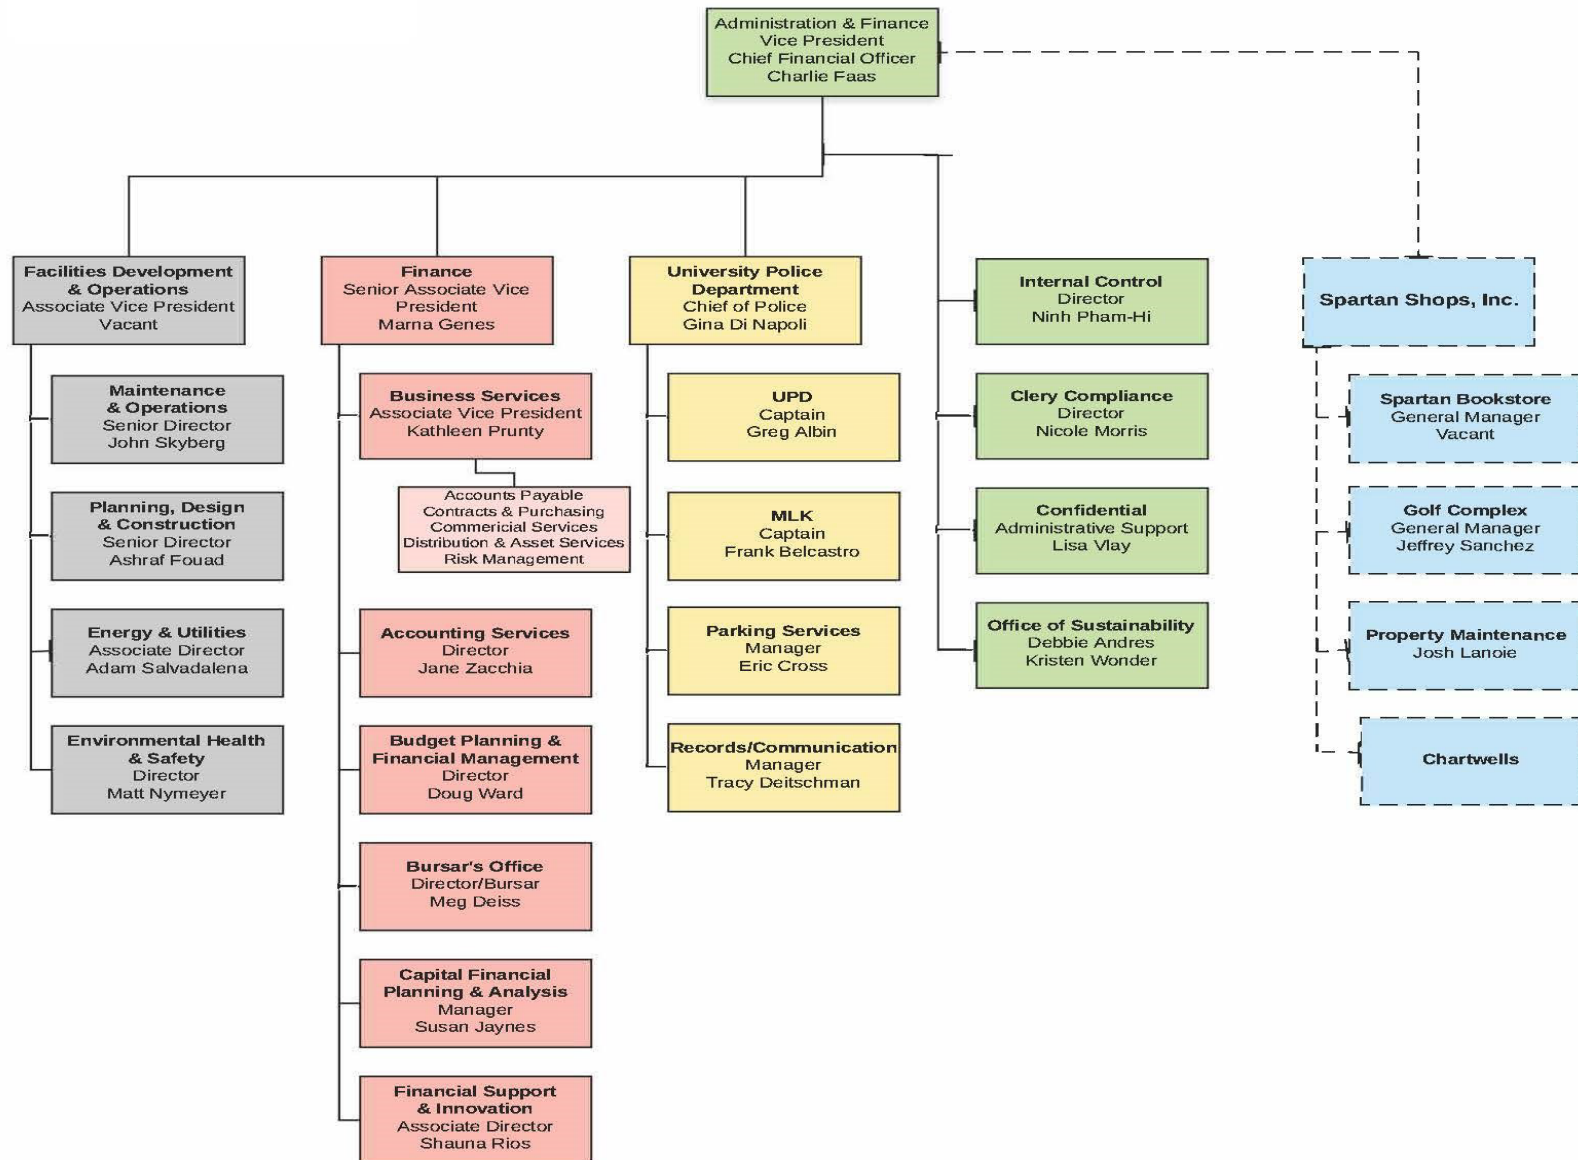 Administration & Finance
Vice President
Chief Financial Officer
Charlie Faas
Facilities Development
& Operations
Associate Vice President
Vacant
Maintenance
& Operations
Senior Director
John Skyberg
Planning, Design
& Construction
Senior Director
Ashraf Fouad
Energy & Utilities
Associate Director
Adam Salvadalena
Environmental Health
& Safety
Director
Matt Nymeyer
Finance
Senior Associate Vice
President
Marna Genes
Business Services
Associate Vice President
Kathleen Prunty
Accounts Payable
Contracts & Purchasing
Commericial Services
Distribution & Asset Services
Risk Management
Accounting Services
Director
Jane Zacchia
Budget Planning &
Financial Management
Director
Doug Ward
Bursar's Office
Director/Bursar
Meg Deiss
Capital Financial
Planning & Analysis
Manager
Susan Jaynes
Financial Support
& Innovation
Associate Director
Shauna Rios
University Police
Department
Chief of Police
Gina Di Napoli
UPD
Captain
Greg Albin
MLK
Captain
Frank Belcastro
Parking Services
Manager
Eric Cross
Records/Communication
Manager
Tracy Deitschman
Internal Control
Director
Ninh Pham-Hi
Clery Compliance
Director
Nicole Morris
Confidential
Administrative Support
Lisa Vlay
Office of Sustainability
Debbie Andres
Kristen Wonder
Spartan Shops, Inc.
Spartan Bookstore
General Manager
Vacant
Golf Complex
General Manager
Jeffrey Sanchez
Property Maintenance
Josh Lanoie
Chartwells